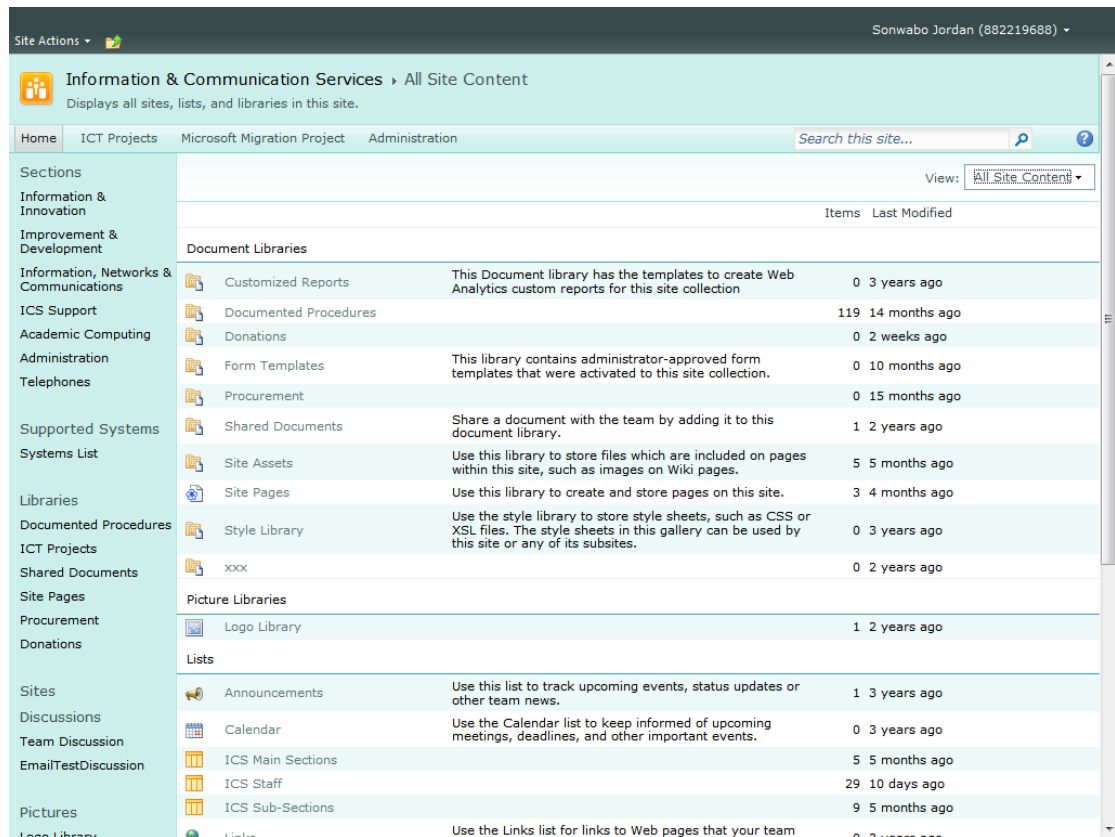 Site Actions
Sonwabo Jordan (882219688)
Information & Communication Services › All Site Content
Displays all sites, lists, and libraries in this site.
Home ICT Projects Microsoft Migration Project Administration Search this site...
Sections
Information &
Innovation
Improvement &
Development
Information, Networks &
Communications
ICS Support
Academic Computing
Administration
Telephones
Supported Systems
Systems List
Libraries
Documented Procedures
ICT Projects
Shared Documents
Site Pages
Procurement
Donations
Sites
Discussions
Team Discussion
EmailTestDiscussion
Pictures
Logo Library
View: All Site Content
Items Last Modified
Document Libraries
Customized Reports This Document library has the templates to create Web 0 3 years ago
Analytics custom reports for this site collection
Documented Procedures 119 14 months ago
Donations 0 2 weeks ago
Form Templates This library contains administrator-approved form 0 10 months ago
templates that were activated to this site collection.
Procurement 0 15 months ago
Shared Documents Share a document with the team by adding it to this 1 2 years ago
document library.
Site Assets Use this library to store files which are included on pages 5 5 months ago
within this site, such as images on Wiki pages.
Site Pages Use this library to create and store pages on this site. 3 4 months ago
Use the style library to store style sheets, such as CSS or
Style Library XSL files. The style sheets in this gallery can be used by 0 3 years ago
this site or any of its subsites.
xxx 0 2 years ago
Picture Libraries
Logo Library 1 2 years ago
Lists
Announcements Use this list to track upcoming events, status updates or 1 3 years ago
other team news.
Calendar Use the Calendar list to keep informed of upcoming 0 3 years ago
meetings, deadlines, and other important events.
ICS Main Sections 5 5 months ago
ICS Staff 29 10 days ago
ICS Sub-Sections 9 5 months ago
Use the Links list for links to Web pages that your team
Links 0 3 years ago